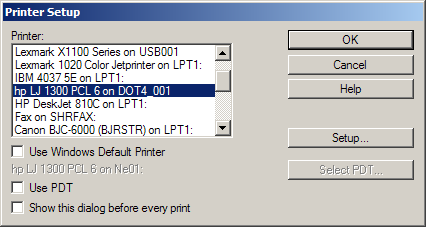 Printer Setup
Printer:
Lexmark X1100 Series on USB001
Lexmark 1020 Color Jetprinter on LPT1:
IBM 4037 5E on LPT1:
hp LJ 1300 PCL 6 on DOT4_001
HP DeskJet 810C on LPT1:
Fax on SHRFAX:
Canon BJC-6000 (BJRSTR) on LPT1:
OK
Cancel
Help
Setup...
Select PDT...
Use Windows Default Printer
hp LJ 1300 PCL 6 on Ne01:
Use PDT
Show this dialog before every print